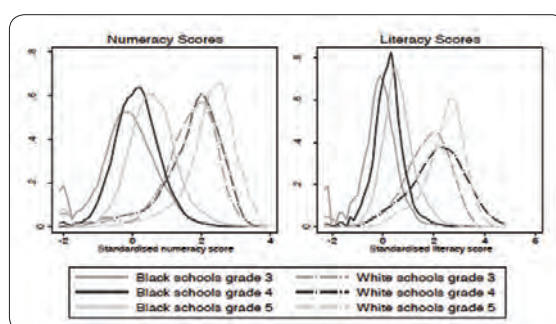 Numeracy Scores
Literacy Scores
.8
.6
.4
.2
0
-2
0
2
4
Standardised numeracy score
.8
.6
.4
.2
0
-2
0
2
4
6
Standardised literacy score
Black schools grade 3
White schools grade 3
Black schools grade 4
White schools grade 4
Black schools grade 5
White schools grade 5